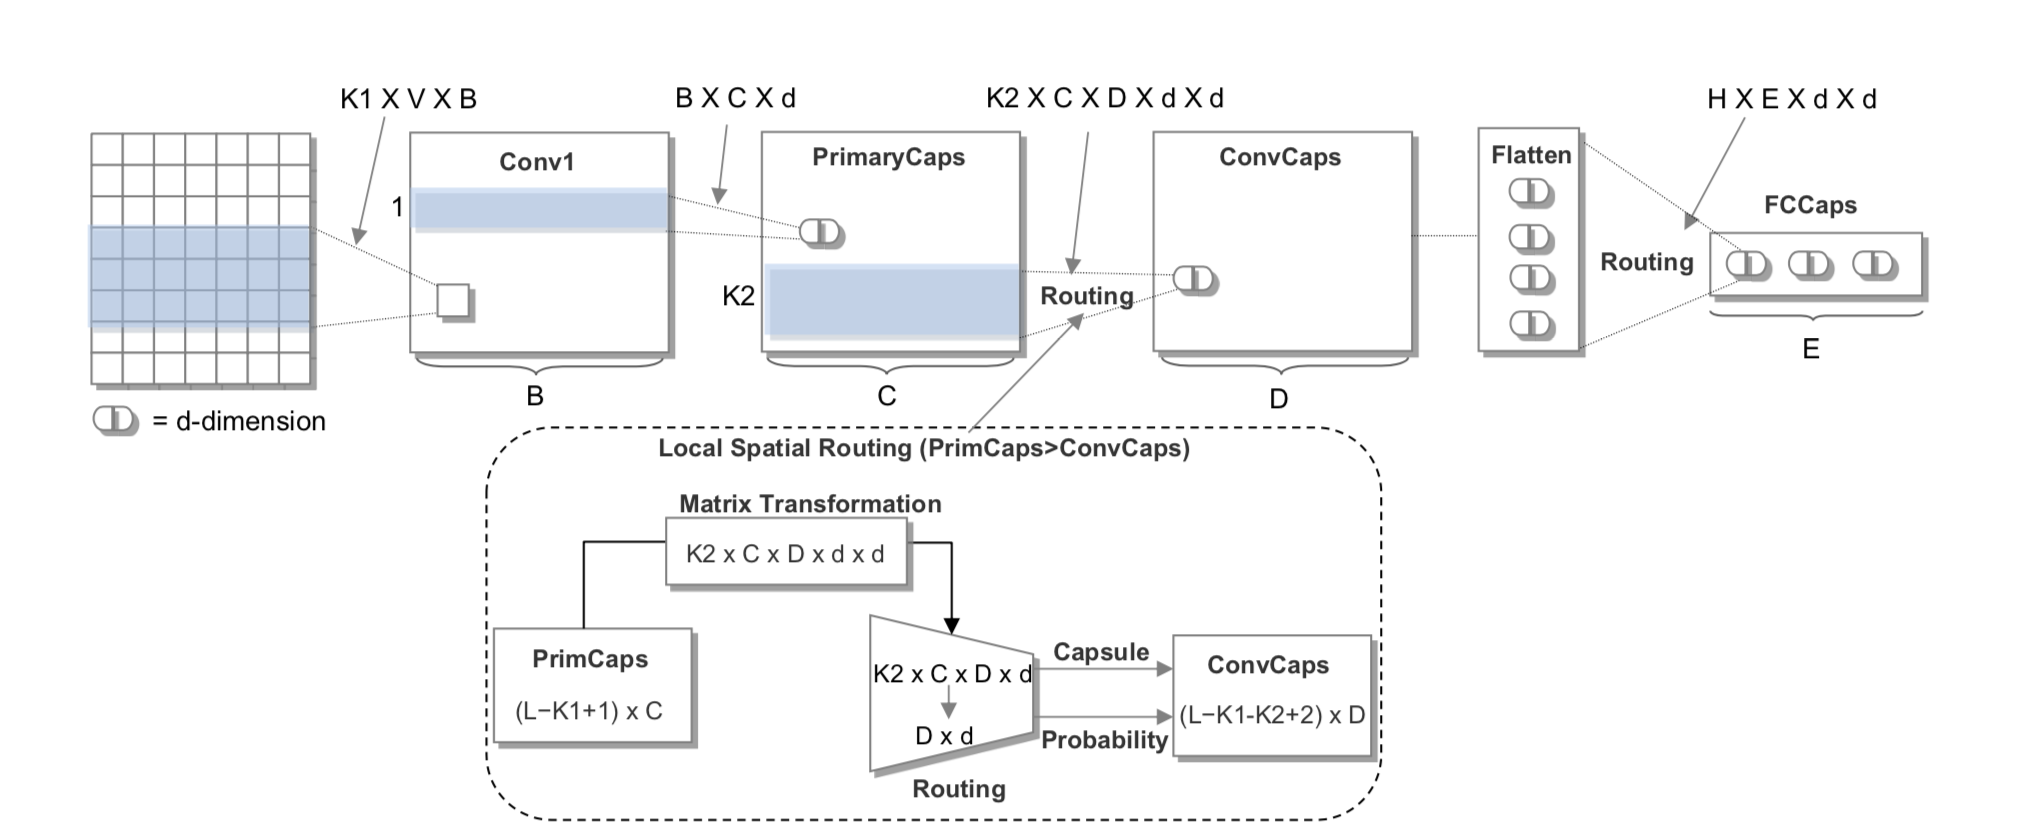 K1 X V X B
B X C X d
K2 X C X D X d X d
H X E X d X d
Conv1
PrimaryCaps
ConvCaps
Flatten
1
FCCaps
Routing
K2
Routing
E
B
C
D
= d-dimension
Local Spatial Routing (PrimCaps>ConvCaps)
Matrix Transformation
K2 x C x D x d x d
PrimCaps
(L−K1+1) x C
K2 x C x D x d
D x d
Routing
Capsule
Probability
ConvCaps
(L−K1-K2+2) x D